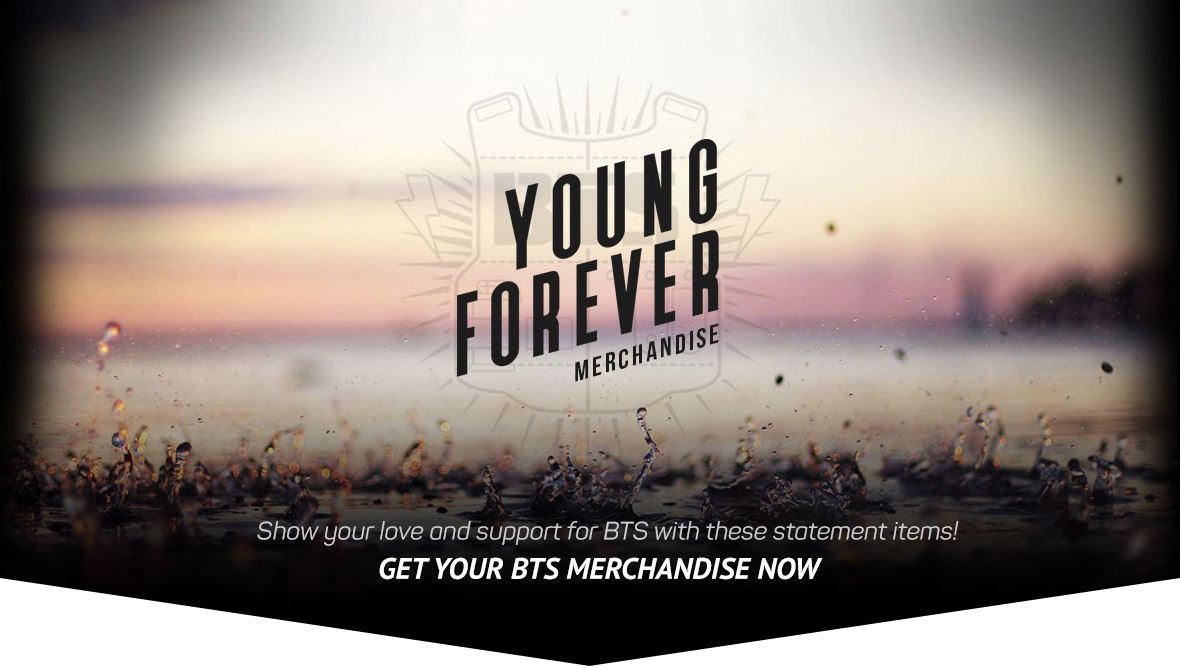 BTS
YOUNG
FOREVER
MERCHANDISE
Show your love and support for BTS with these statement items!
GET YOUR BTS MERCHANDISE NOW